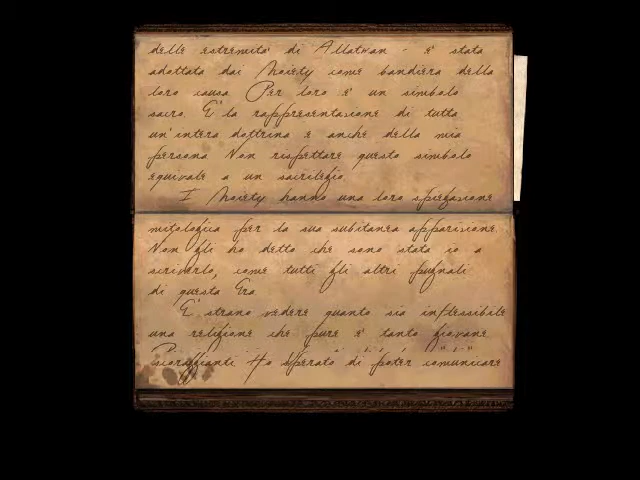 delle estremita' di Allatwan - e' stata
adottata dai Moiety come bandiera della
loro causa Per loro e' un simbolo
sacro. E' la rappresentazione di tutta
un'intera dottrina e anche della mia
persona Non rispettare questo simbolo
equivale a un sacrilegio
I Moiety hanno una loro spiegazione
mitologica per la sua subitanea apparizione.
Non gli ho detto che sono stata io a
scriverlo, come tutti gli altri pugnali
di questa Era
E' strano vedere quanto sia inflessibile
una religione che pure e' tanto giovane
Ho sperato di poter comunicare